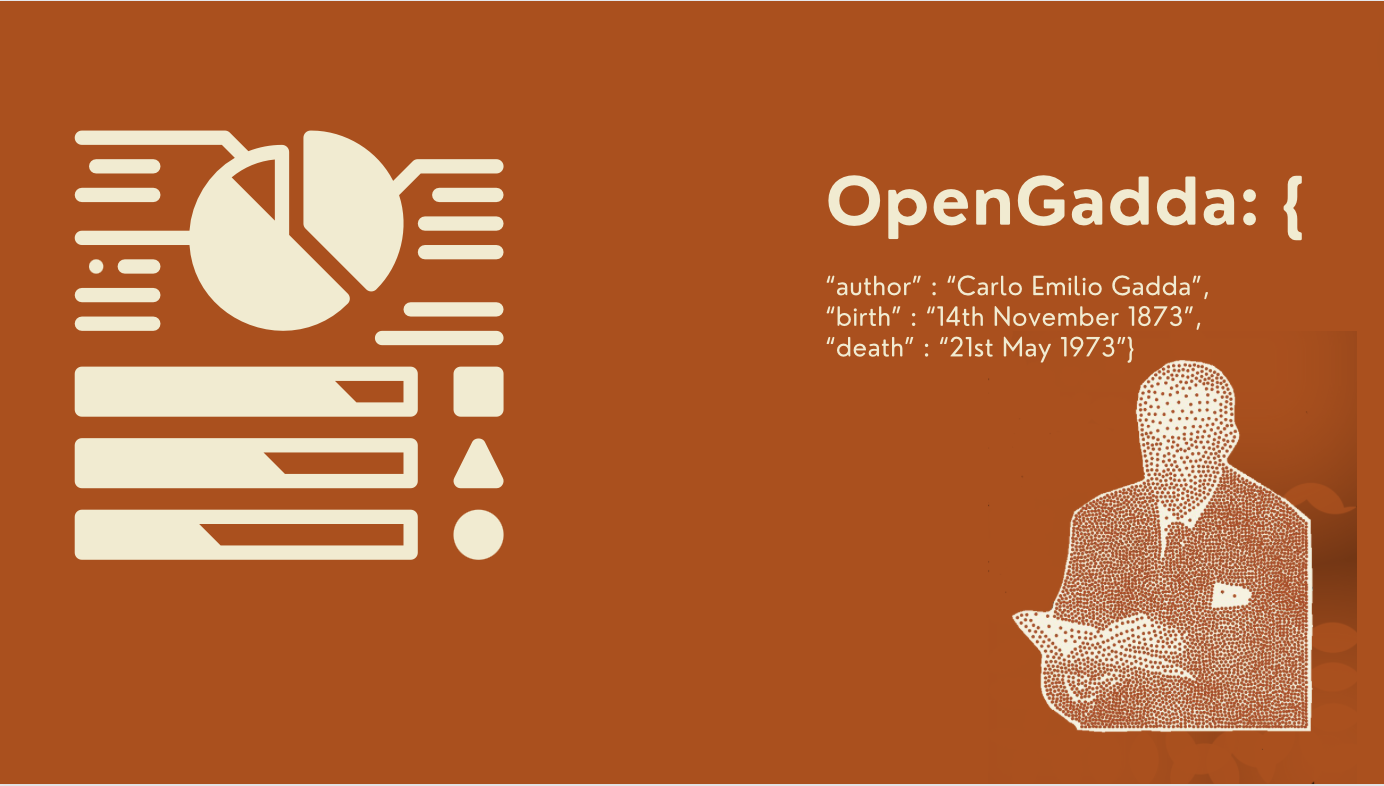 OpenGadda: {
“author” : “Carlo Emilio Gadda”,
“birth” : “14th November 1873”,
“death” : “21st May 1973”}